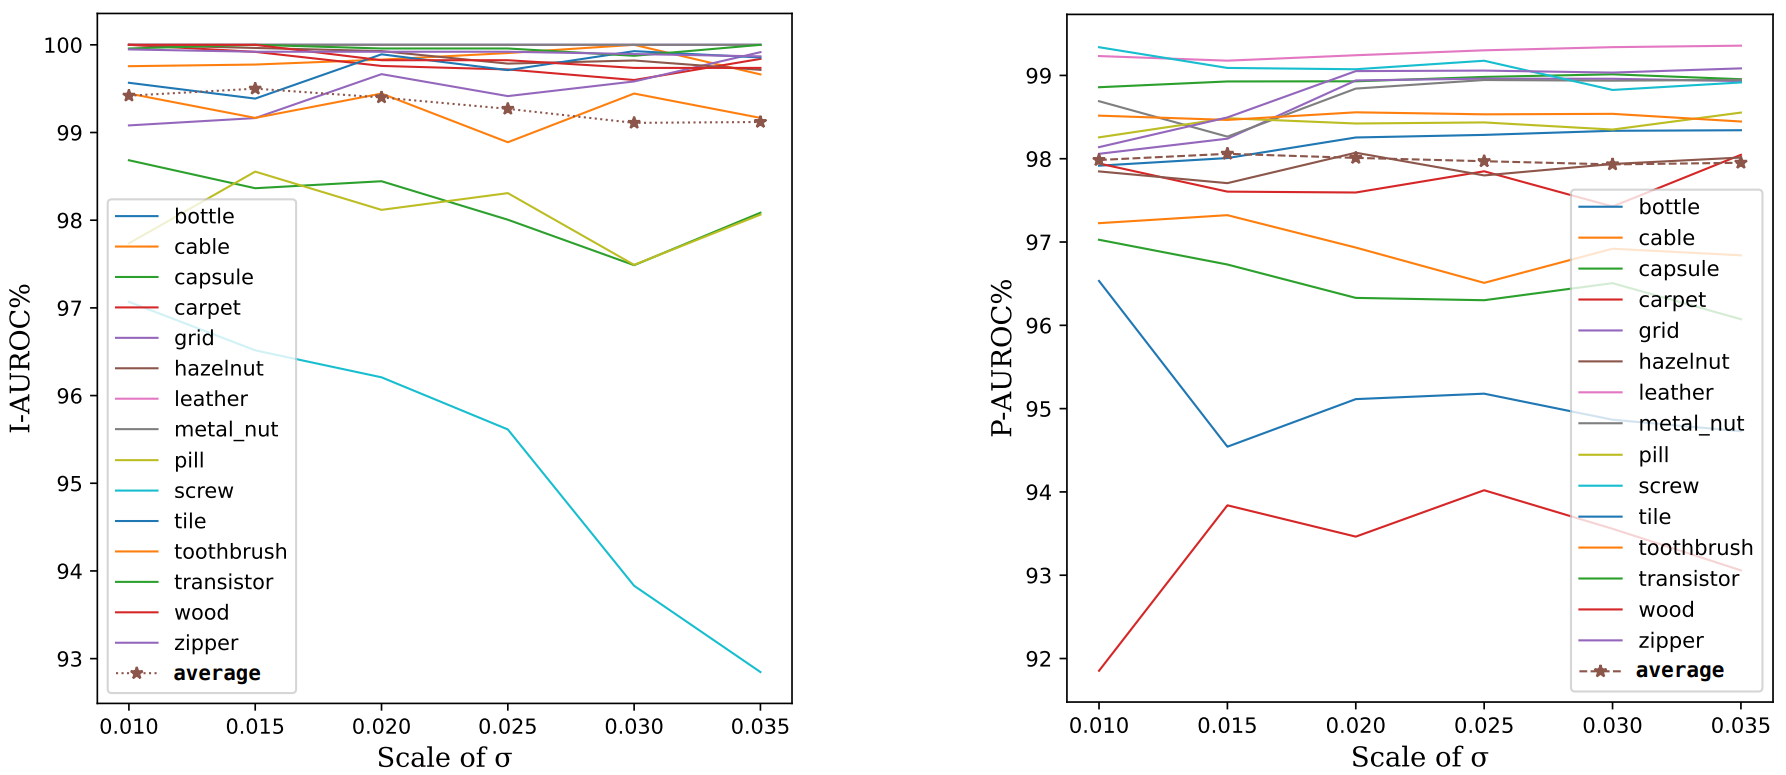 100
99
98
97
96
95
94
93
I-AUROC%
bottle
cable
capsule
carpet
grid
hazelnut
leather
metal_nut
pill
screw
tile
toothbrush
transistor
wood
zipper
average
0.010 0.015 0.020 0.025 0.030 0.035
Scale of σ
99
98
97
96
95
94
93
92
P-AUROC%
bottle
cable
capsule
carpet
grid
hazelnut
leather
metal_nut
pill
screw
tile
toothbrush
transistor
wood
zipper
average
0.010 0.015 0.020 0.025 0.030 0.035
Scale of σ